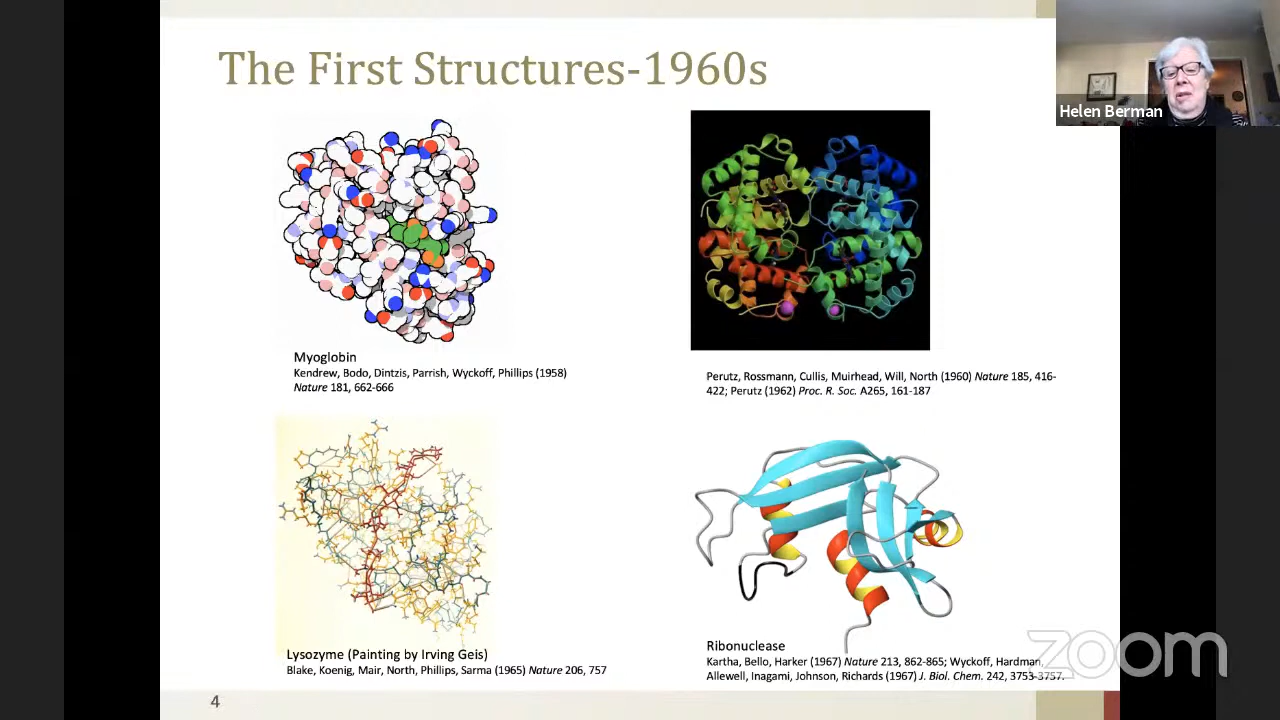 The First Structures-1960s
Helen Berman
Myoglobin
Kendrew, Bodo, Dintzis, Parrish, Wyckoff, Phillips (1958)
Nature 181, 662-666
Perutz, Rossmann, Cullis, Muirhead, Will, North (1960) Nature 185, 416-
422; Perutz (1962) Proc. R. Soc. A265, 161-187
Lysozyme (Painting by Irving Geis)
Blake, Koenig, Mair, North, Phillips, Sarma (1965) Nature 206, 757
Ribonuclease
Kartha, Bello, Harker (1967) Nature 213, 862-865; Wyckoff, Hardman,
Allewell, Inagami, Johnson, Richards (1967) J. Biol. Chem. 242, 3753-3757.
zoom
4